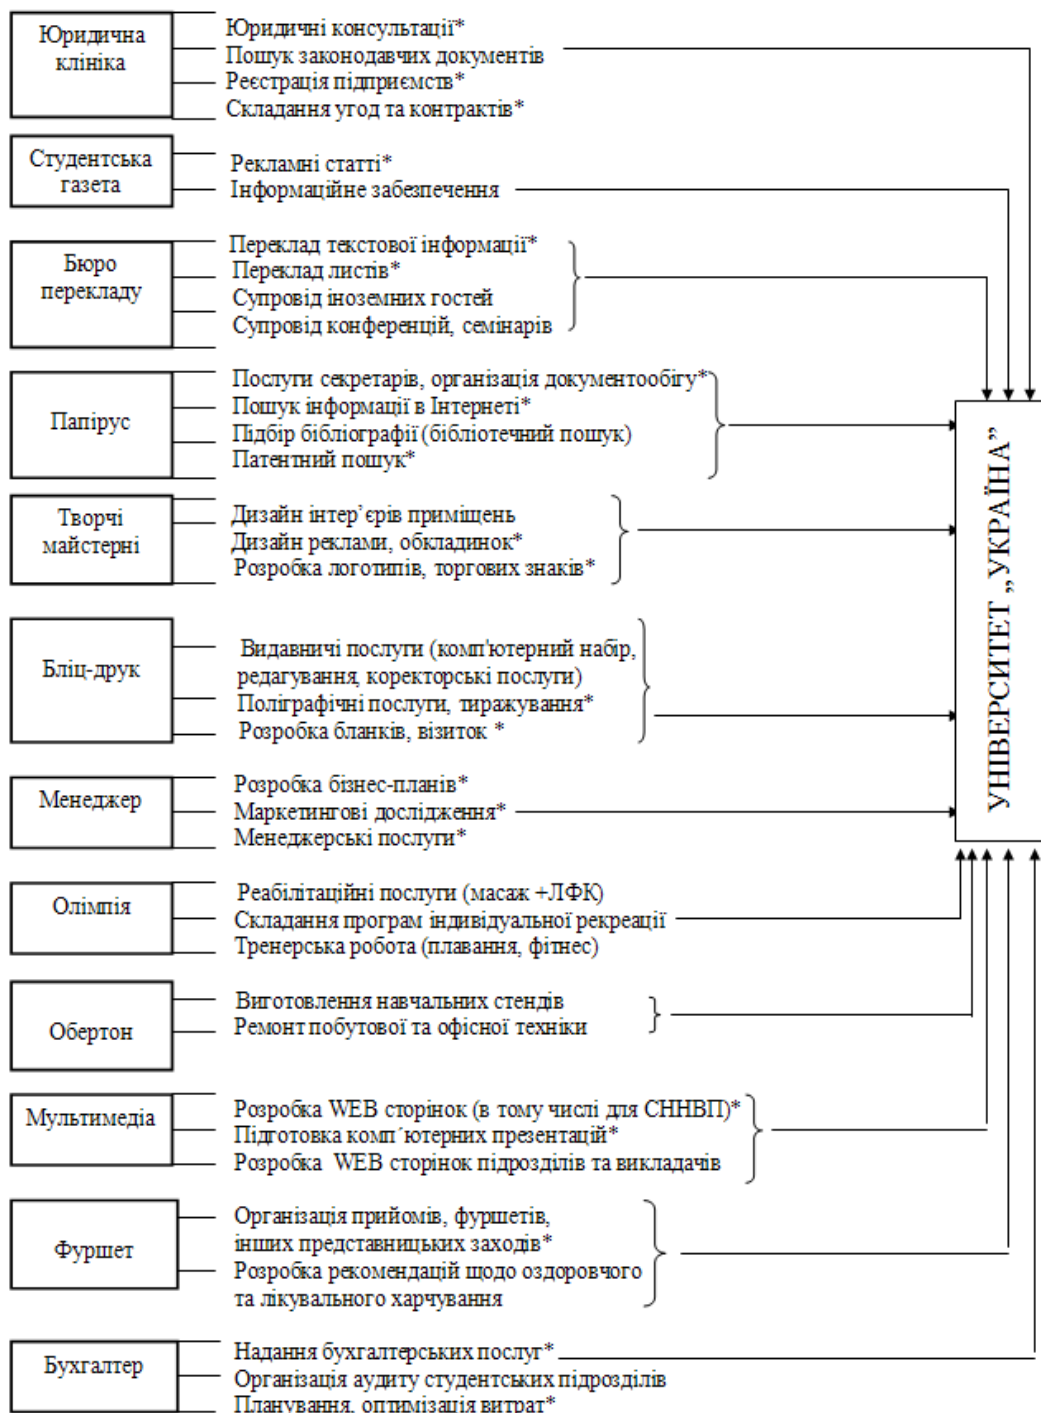 Юридична
клініка
Юридичні консультації*
Пошук законодавчих документів
Реєстрація підприємств*
Складання угод та контрактів*
Студентська
газета
Рекламні статті*
Інформаційне забезпечення
Бюро
перекладу
Переклад текстової інформації*
Переклад листів*
Супровід іноземних гостей
Супровід конференцій, семінарів
Папірус
Послуги секретарів, організація документообігу*
Пошук інформації в Інтернеті*
Підбір бібліографії (бібліотечний пошук)
Патентний пошук*
Творчі
майстерні
Дизайн інтер’єрів приміщень
Дизайн реклами, обкладинок*
Розробка логотипів, торгових знаків*
Бліц-друк
Видавничі послуги (комп'ютерний набір,
редагування, коректорські послуги)
Поліграфічні послуги, тиражування*
Розробка бланків, візиток *
Менеджер
Розробка бізнес-планів*
Маркетингові дослідження*
Менеджерські послуги*
Олімпія
Реабілітаційні послуги (масаж +ЛФК)
Складання програм індивідуальної рекреації
Тренерська робота (плавання, фітнес)
Обертон
Виготовлення навчальних стендів
Ремонт побутової та офісної техніки
Мультимедіа
Розробка WEB сторінок (в тому числі для СННВП)*
Підготовка комп´ютерних презентацій*
Розробка WEB сторінок підрозділів та викладачів
Фуршет
Організація прийомів, фуршетів,
інших представницьких заходів*
Розробка рекомендацій щодо оздоровчого
та лікувального харчування
Бухгалтер
Надання бухгалтерських послуг*
Організація аудиту студентських підрозділів
Планування, оптимізація витрат*
УНІВЕРСИТЕТ „УКРАЇНА”